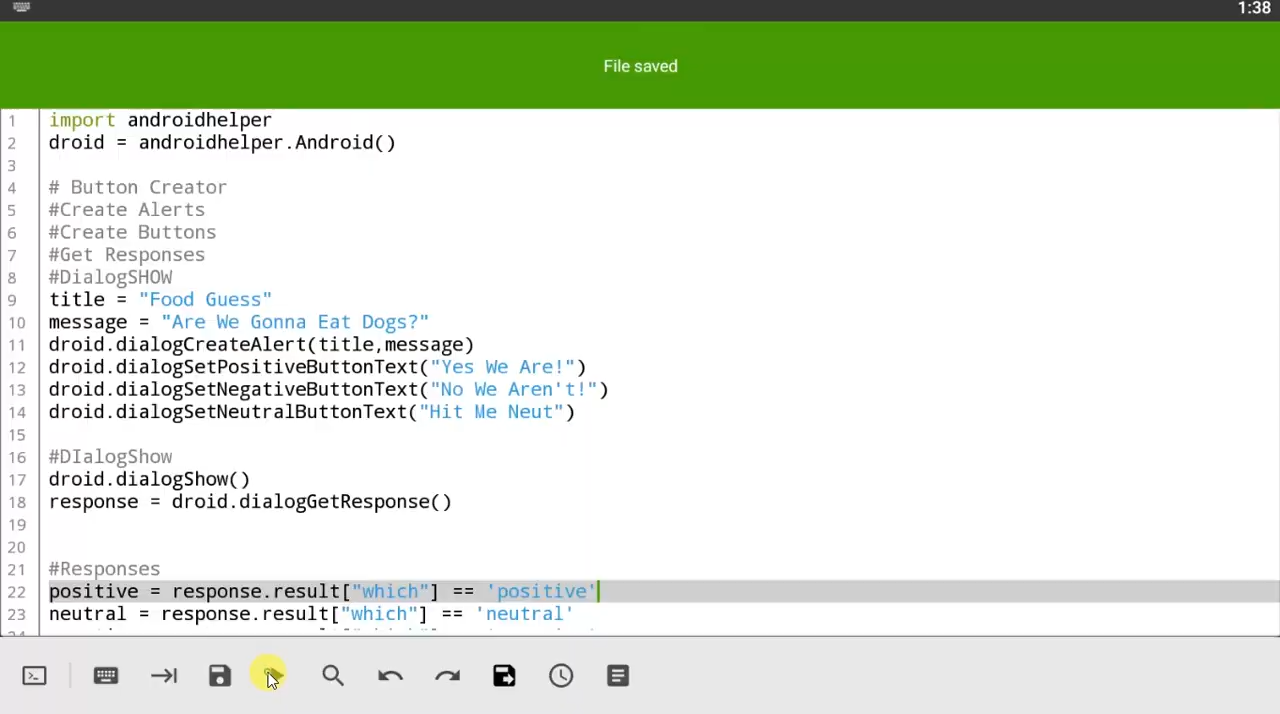 1:38
File saved
1 import androidhelper
2 droid = androidhelper.Android()
3
4 # Button Creator
5 #Create Alerts
6 #Create Buttons
7 #Get Responses
8 #DialogSHOW
9 title = "Food Guess"
10 message = "Are We Gonna Eat Dogs?"
11 droid.dialogCreateAlert(title,message)
12 droid.dialogSetPositiveButtonText("Yes We Are!")
13 droid.dialogSetNegativeButtonText("No We Aren't!")
14 droid.dialogSetNeutralButtonText("Hit Me Neut")
15
16 #DIalogShow
17 droid.dialogShow()
18 response = droid.dialogGetResponse()
19
20
21 #Responses
22 positive = response.result["which"] == 'positive'
23 neutral = response.result["which"] == 'neutral'